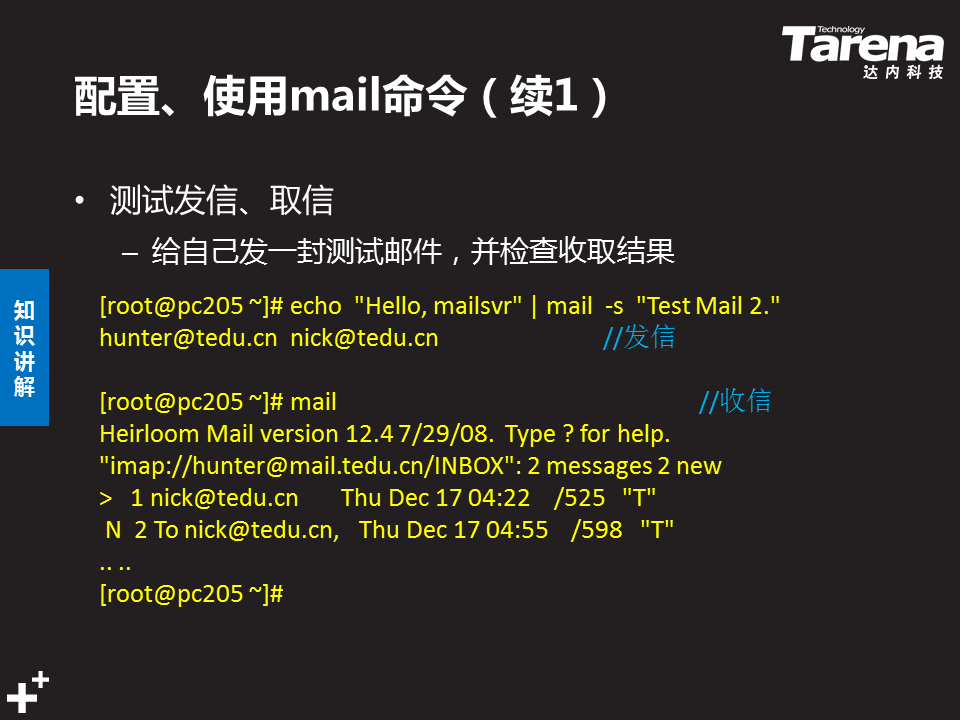 Technology
Tarena
达内科技
配置、使用mail命令（续1）
• 测试发信、取信
– 给自己发一封测试邮件，并检查收取结果
知识讲解
[root@pc205 ~]# echo "Hello, mailsvr" | mail -s "Test Mail 2."
hunter@tedu.cn nick@tedu.cn //发信
[root@pc205 ~]# mail //收信
Heirloom Mail version 12.4 7/29/08. Type ? for help.
"imap://hunter@mail.tedu.cn/INBOX": 2 messages 2 new
> 1 nick@tedu.cn Thu Dec 17 04:22 /525 "T"
N 2 To nick@tedu.cn, Thu Dec 17 04:55 /598 "T"
.. ..
[root@pc205 ~]#